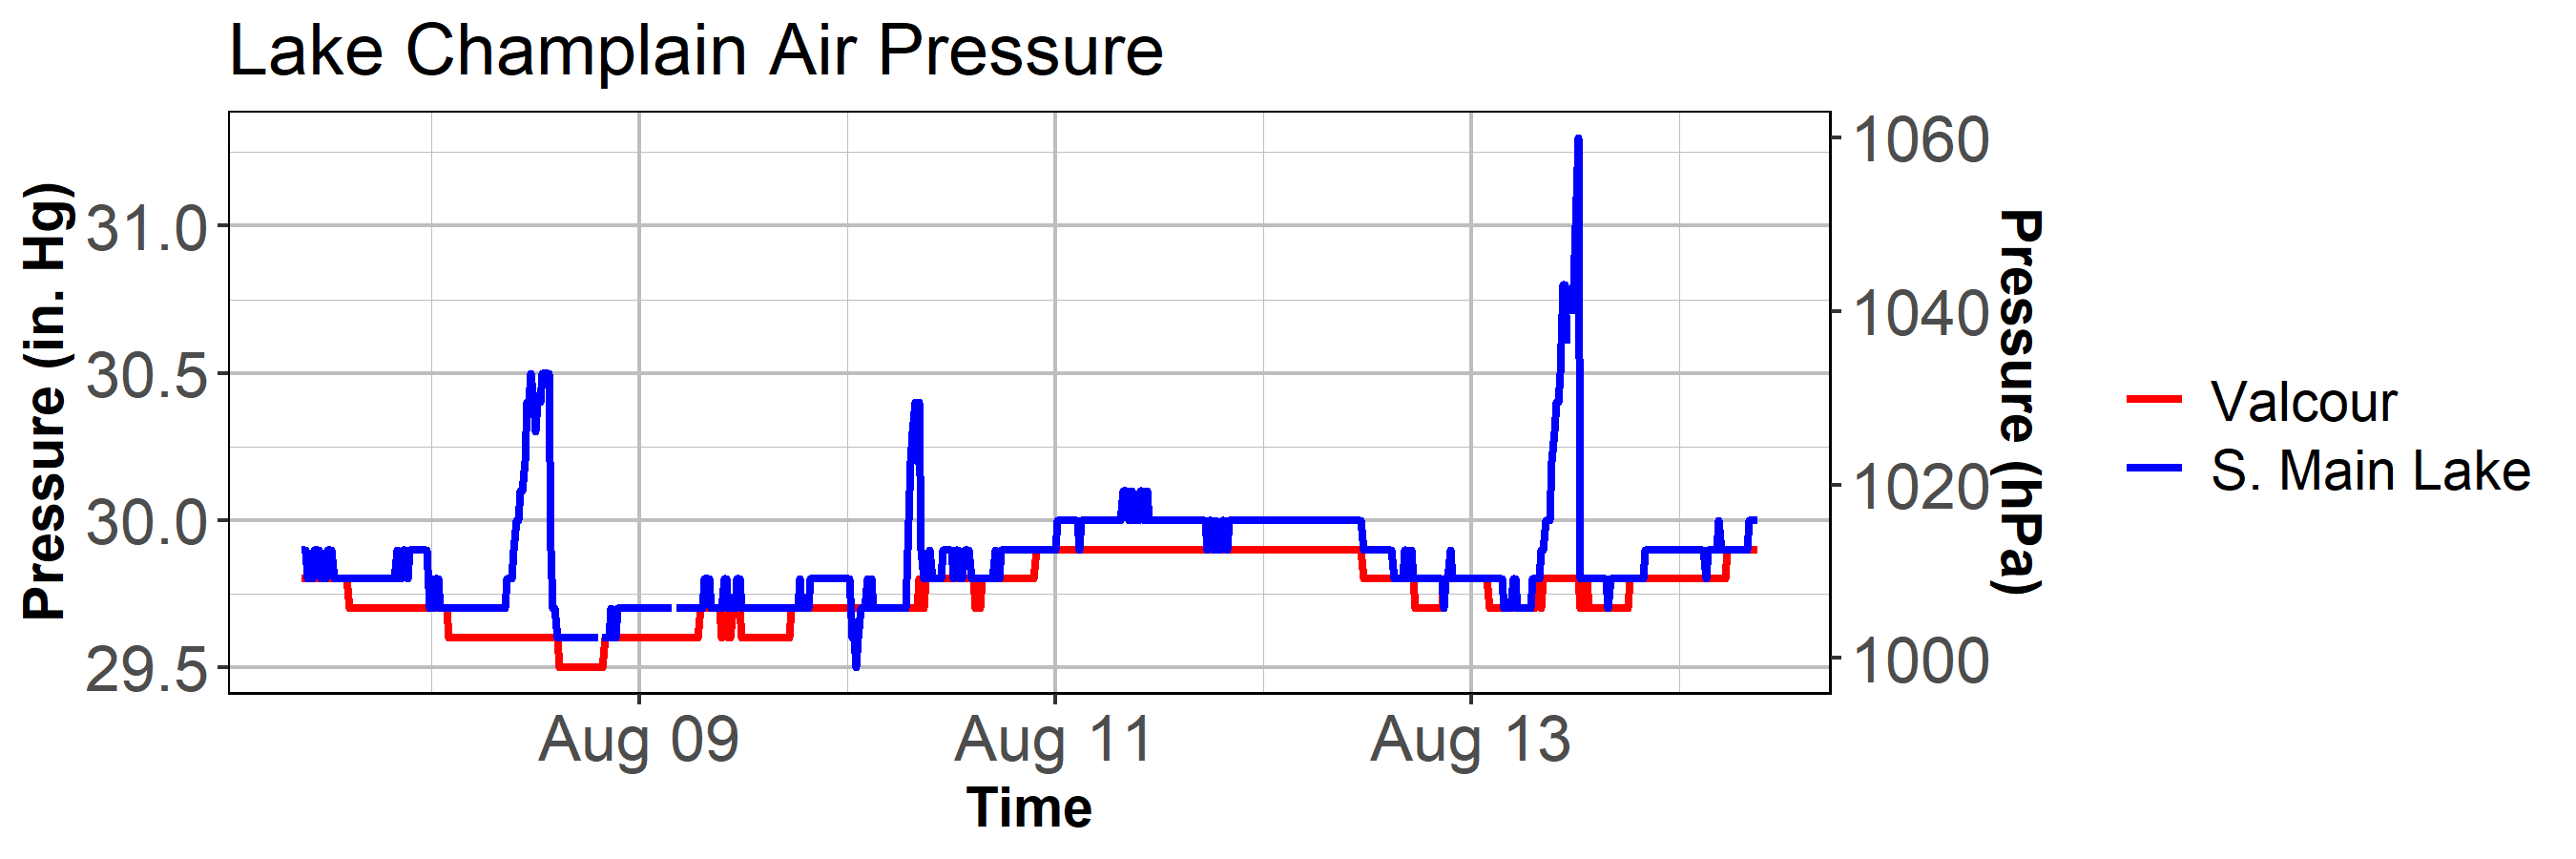 Lake Champlain Air Pressure
Pressure (in. Hg)
31.0
30.5
30.0
29.5
1060
1040
1020
1000
Pressure (hPa)
Aug 09
Aug 11
Aug 13
Time
Valcour
S. Main Lake